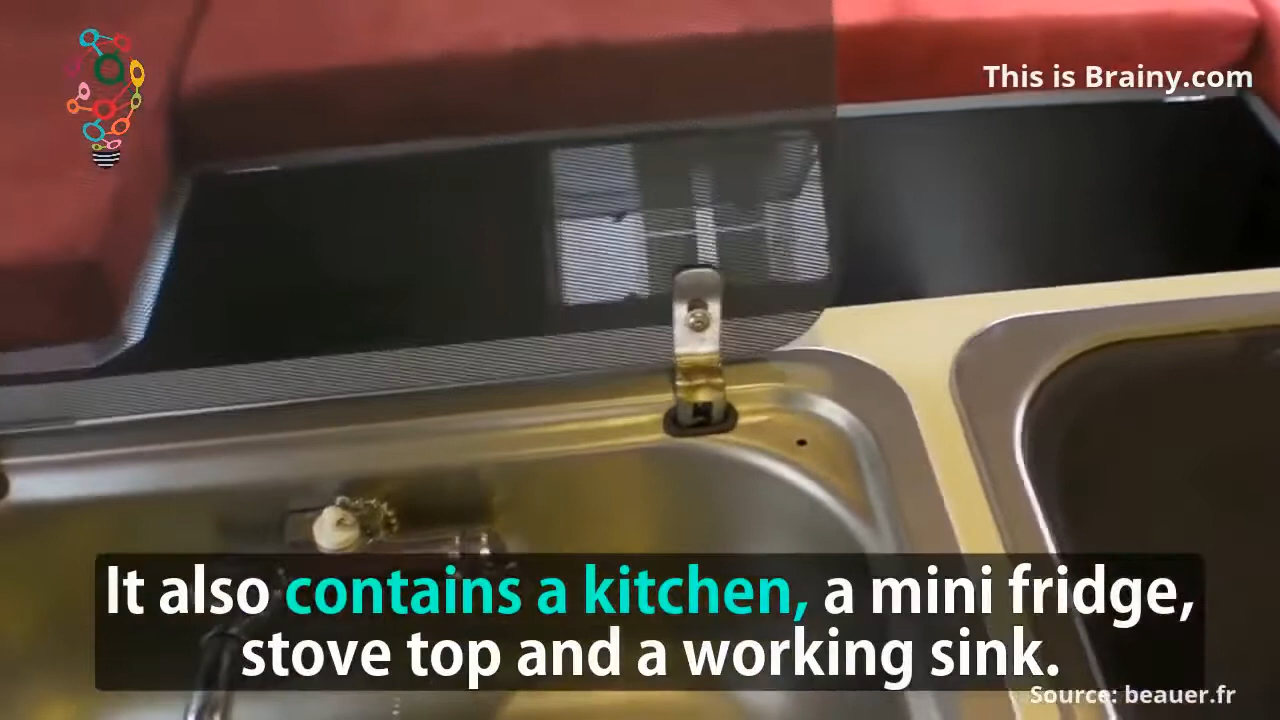 This is Brainy.com
It also contains a kitchen, a mini fridge,
stove top and a working sink.
Source: beauer.fr